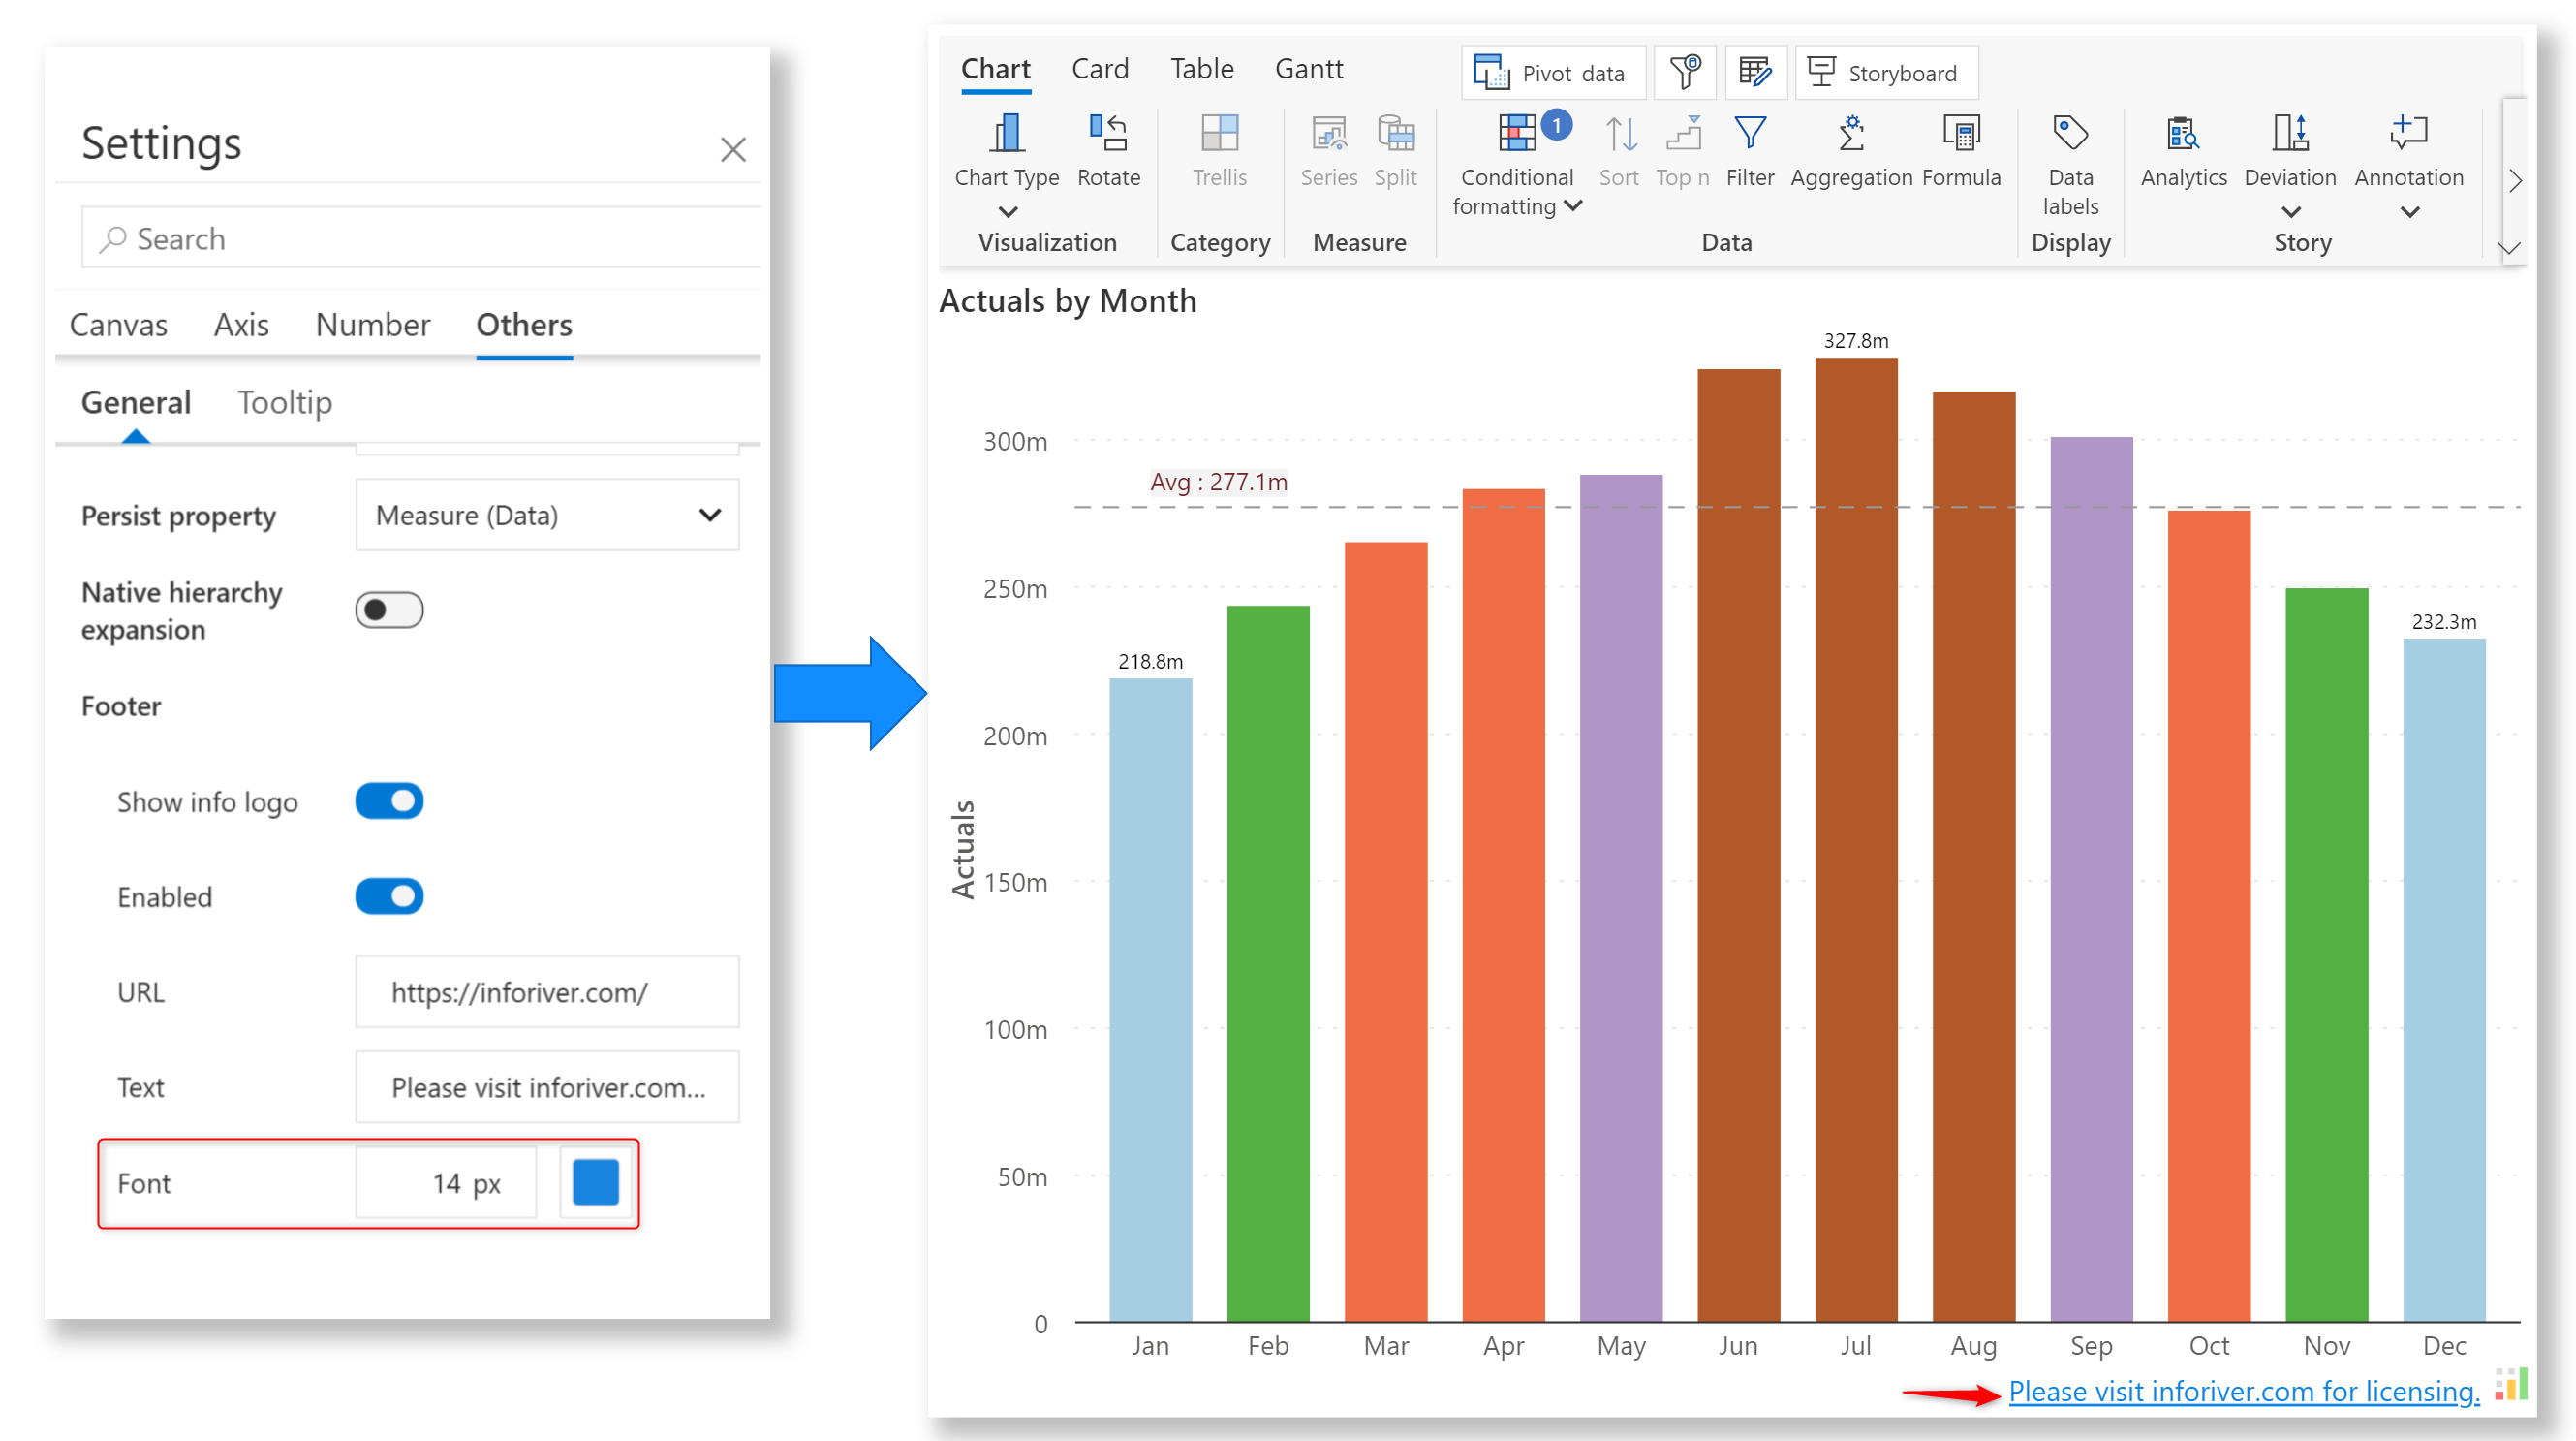 Settings
Search
Canvas Axis Number Others
General Tooltip
Persist property Measure (Data)
Native hierarchy
expansion
Footer
Show info logo
Enabled
URL https://inforiver.com/
Text Please visit inforiver.com...
Font 14 px
Chart Card Table Gantt Pivot data Storyboard
1
Chart Type Rotate Trellis Series Split Conditional Sort Top n Filter Aggregation Formula Data Analytics Deviation Annotation
formatting labels
Visualization Category Measure Data Display Story
Actuals by Month
327.8m
300m
Avg : 277.1m
250m
232.3m
218.8m
200m
Actuals
150m
100m
50m
0
Jan Feb Mar Apr May Jun Jul Aug Sep Oct Nov Dec
Please visit inforiver.com for licensing.